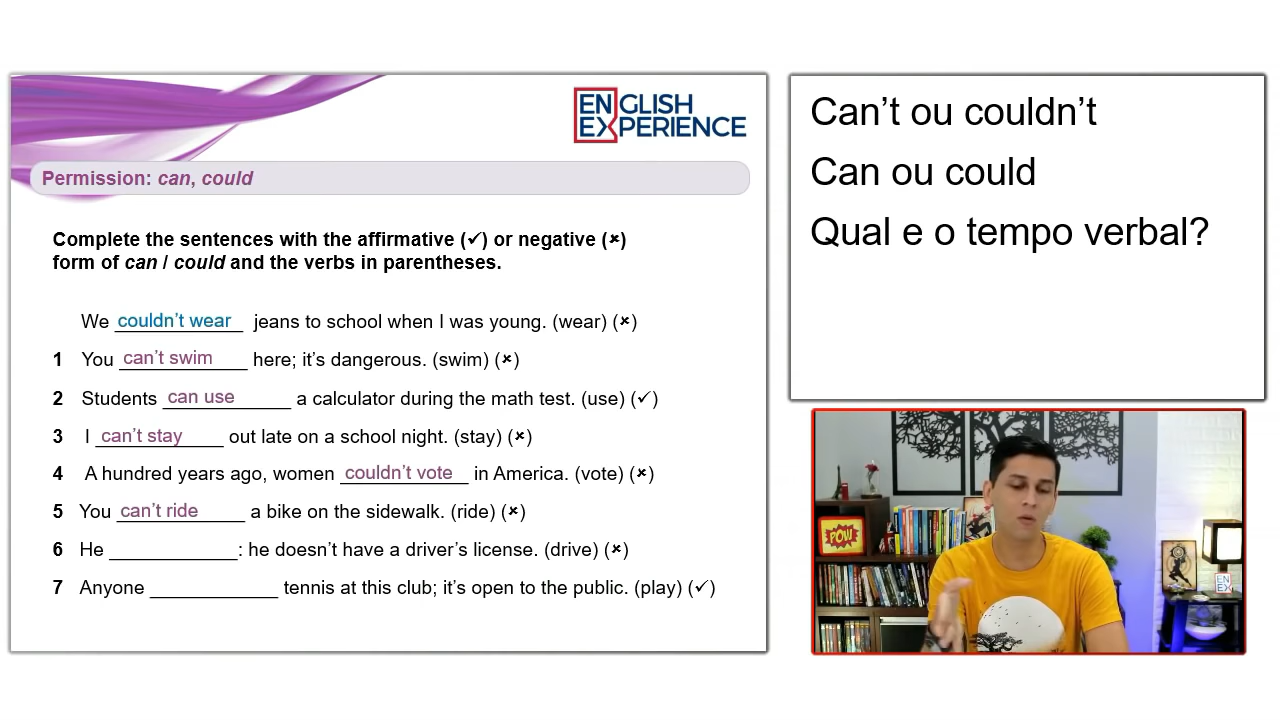 ENGLISH
EXPERIENCE
Permission: can, could
Complete the sentences with the affirmative (✓) or negative (✗)
form of can / could and the verbs in parentheses.
We couldn’t wear jeans to school when I was young. (wear) (✗)
1 You can’t swim here; it’s dangerous. (swim) (✗)
2 Students can use a calculator during the math test. (use) (✓)
3 I can’t stay out late on a school night. (stay) (✗)
4 A hundred years ago, women couldn’t vote in America. (vote) (✗)
5 You can’t ride a bike on the sidewalk. (ride) (✗)
6 He ____________: he doesn’t have a driver’s license. (drive) (✗)
7 Anyone ____________ tennis at this club; it’s open to the public. (play) (✓)
Can’t ou couldn’t
Can ou could
Qual e o tempo verbal?
POW
EN
EX